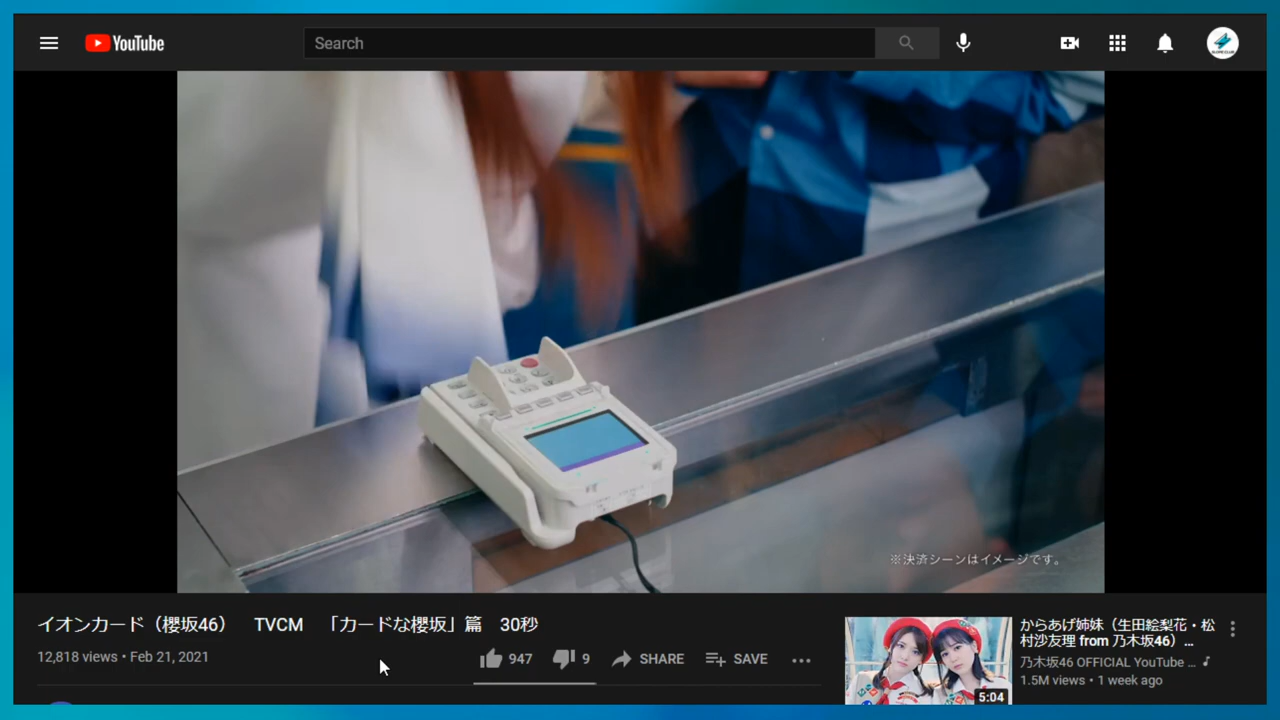 YouTube
Search
※決済シーンはイメージです。
イオンカード（櫻坂46）　TVCM　「カードな櫻坂」篇　30秒
12,818 views • Feb 21, 2021
947
9
SHARE
SAVE
5:04
からあげ姉妹（生田絵梨花・松
村沙友理 from 乃木坂46）...
乃木坂46 OFFICIAL YouTube ...
1.5M views • 1 week ago